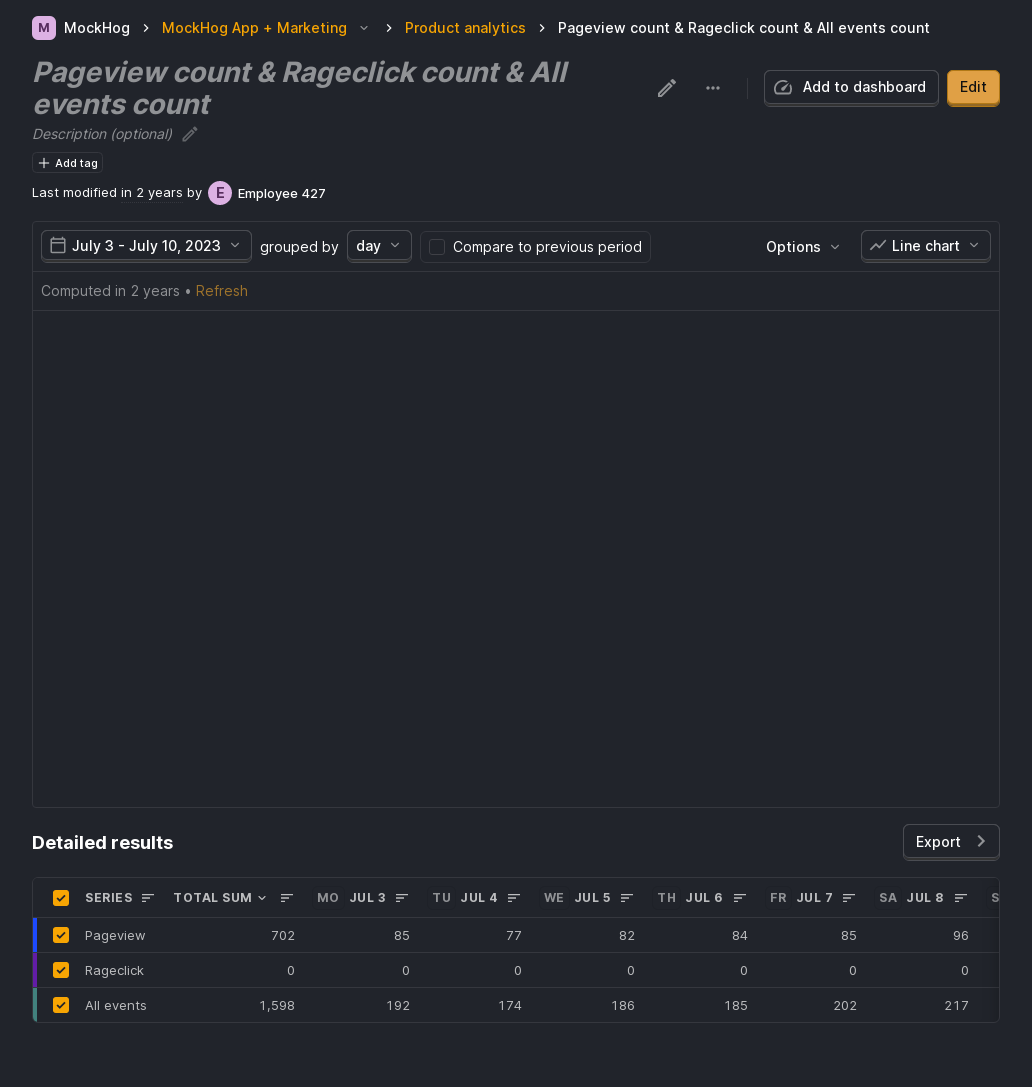 M MockHog > MockHog App + Marketing > Product analytics > Pageview count & Rageclick count & All events count
Pageview count & Rageclick count & All
events count
Add to dashboard
Edit
Description (optional)
+ Add tag
Last modified in 2 years by E Employee 427
July 3 - July 10, 2023 grouped by day Compare to previous period Options Line chart
Computed in 2 years • Refresh
Detailed results
Export
SERIES TOTAL SUM MO JUL 3 TU JUL 4 WE JUL 5 TH JUL 6 FR JUL 7 SA JUL 8 S
Pageview 702 85 77 82 84 85 96
Rageclick 0 0 0 0 0 0 0
All events 1,598 192 174 186 185 202 217